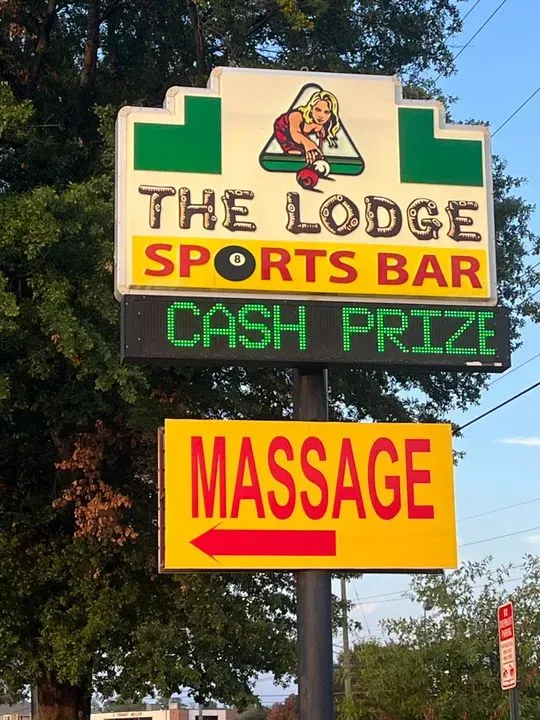 THE LODGE
SPORTS BAR
CASH PRIZE
MASSAGE